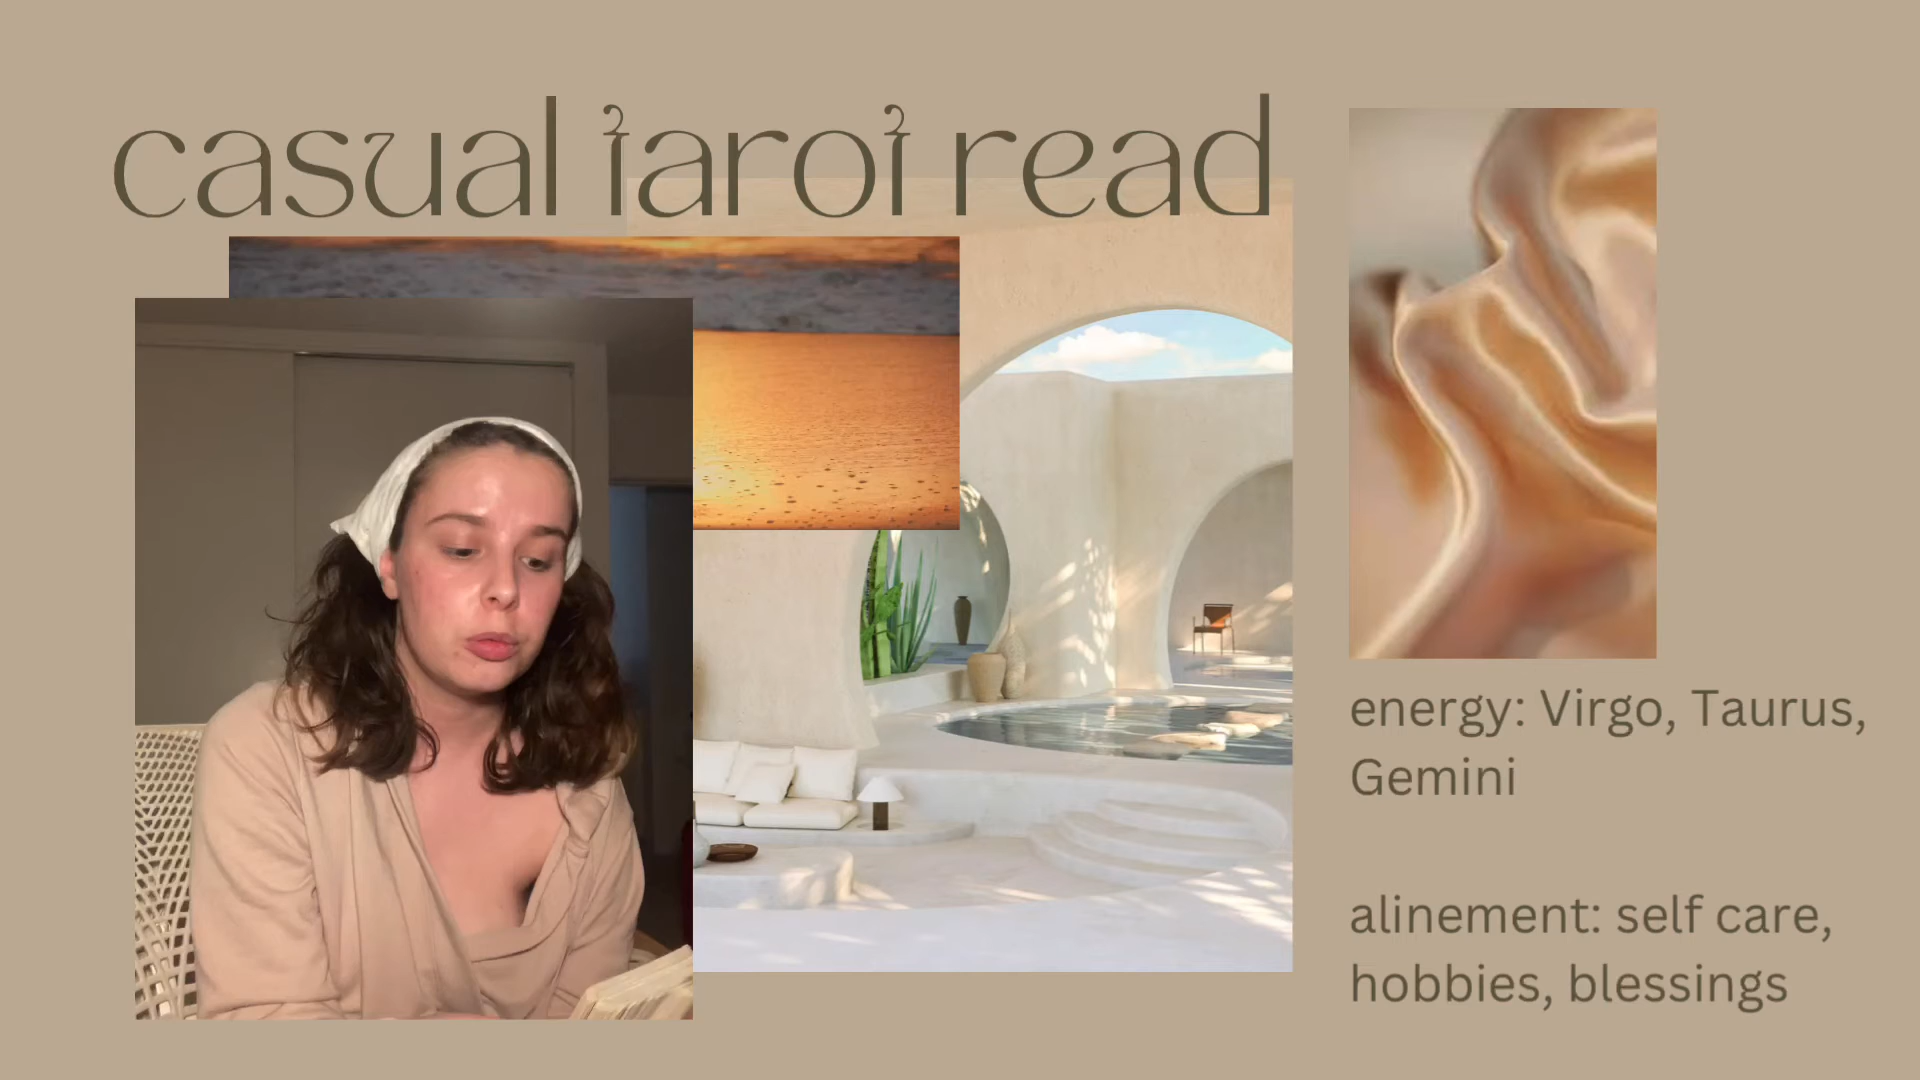 casual tarot read
energy: Virgo, Taurus,
Gemini
alinement: self care,
hobbies, blessings